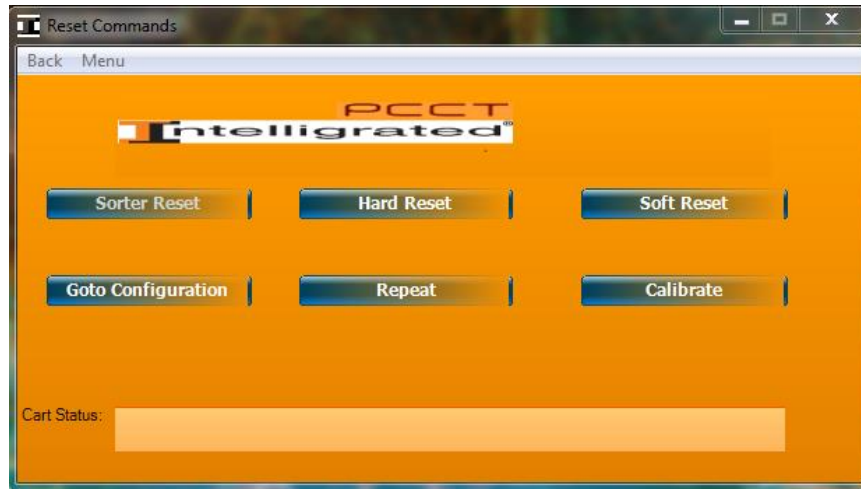 Reset Commands
Back Menu
PCCT
Intelligrated®
Sorter Reset Hard Reset Soft Reset
Goto Configuration Repeat Calibrate
Cart Status: